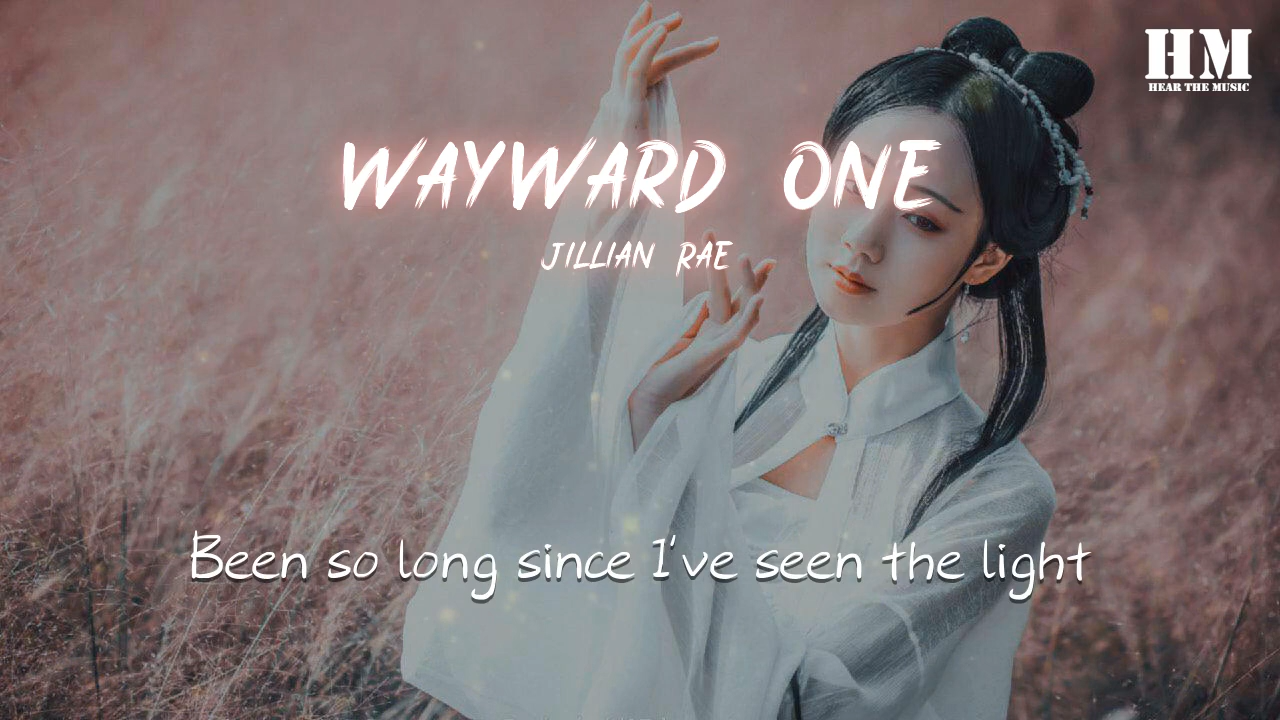 HM
HEAR THE MUSIC
WAYWARD ONE
JILLIAN RAE
Been so long since I've seen the light